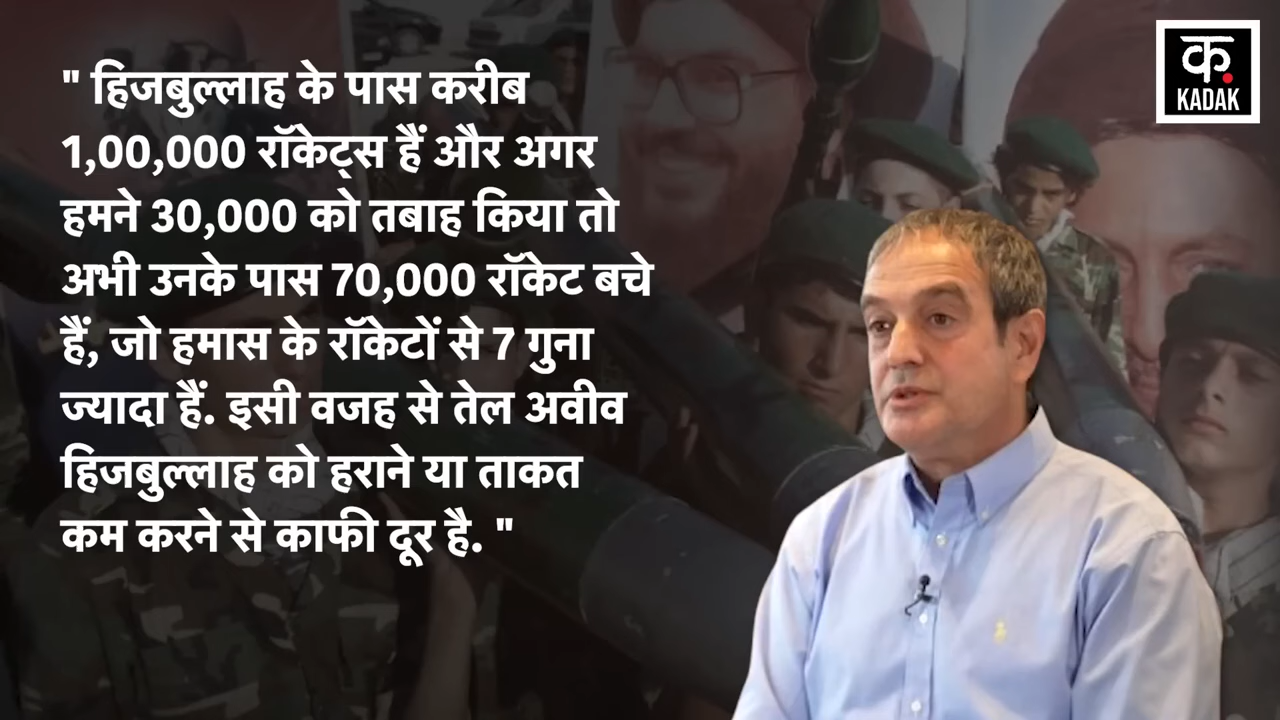 " हिजबुल्लाह के पास करीब
1,00,000 रॉकेट्स हैं और अगर
हमने 30,000 को तबाह किया तो
अभी उनके पास 70,000 रॉकेट बचे
हैं, जो हमास के रॉकेटों से 7 गुना
ज्यादा हैं. इसी वजह से तेल अवीव
हिजबुल्लाह को हराने या ताकत
कम करने से काफी दूर है. "
क.
KADAK